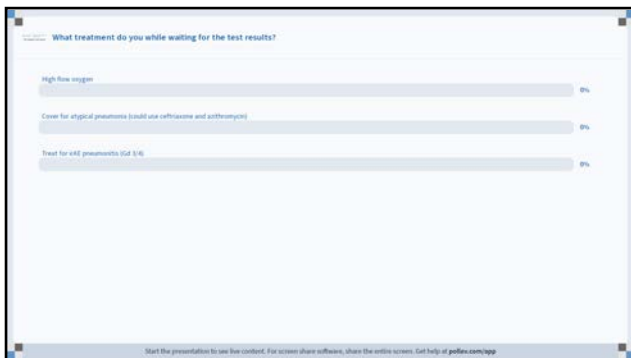 What treatment do you while waiting for the test results?
High flow oxygen
0%
Cover for atypical pneumonia (could use ceftriaxone and azithromycin)
0%
Treat for irAE pneumonitis (Gd 3/4)
0%
Start the presentation to see live content. For screen share software, share the entire screen. Get help at pollev.com/app